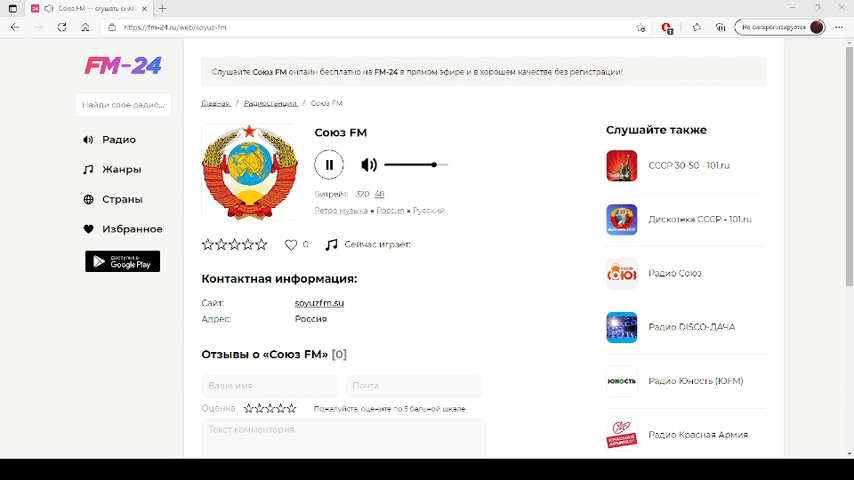 Союз FM — слушать онлай
https://fm-24.ru/web/soyuz-fm
Не синхронизируется
FM-24
Найди свое радио...
Радио
Жанры
Страны
Избранное
ДОСТУПНО В
Google Play
Слушайте Союз FM онлайн бесплатно на FM-24 в прямом эфире и в хорошем качестве без регистрации!
Главная / Радиостанции / Союз FM
Союз FM
Битрейт: 320 48
Ретро музыка • Россия • Русский
0
Сейчас играет:
Контактная информация:
Сайт: soyuzfm.su
Адрес: Россия
Отзывы о «Союз FM» [0]
Ваше имя
Почта
Оценка
Пожалуйста, оцените по 5 бальной шкале
Текст комментария
Слушайте также
СССР 30-50 - 101.ru
Дискотека СССР - 101.ru
Радио Союз
Радио DISCO-ДАЧА
ЮНОСТЬ
Радио Юность (ЮFM)
КРАСНАЯ АРМИЯ
Радио Красная Армия